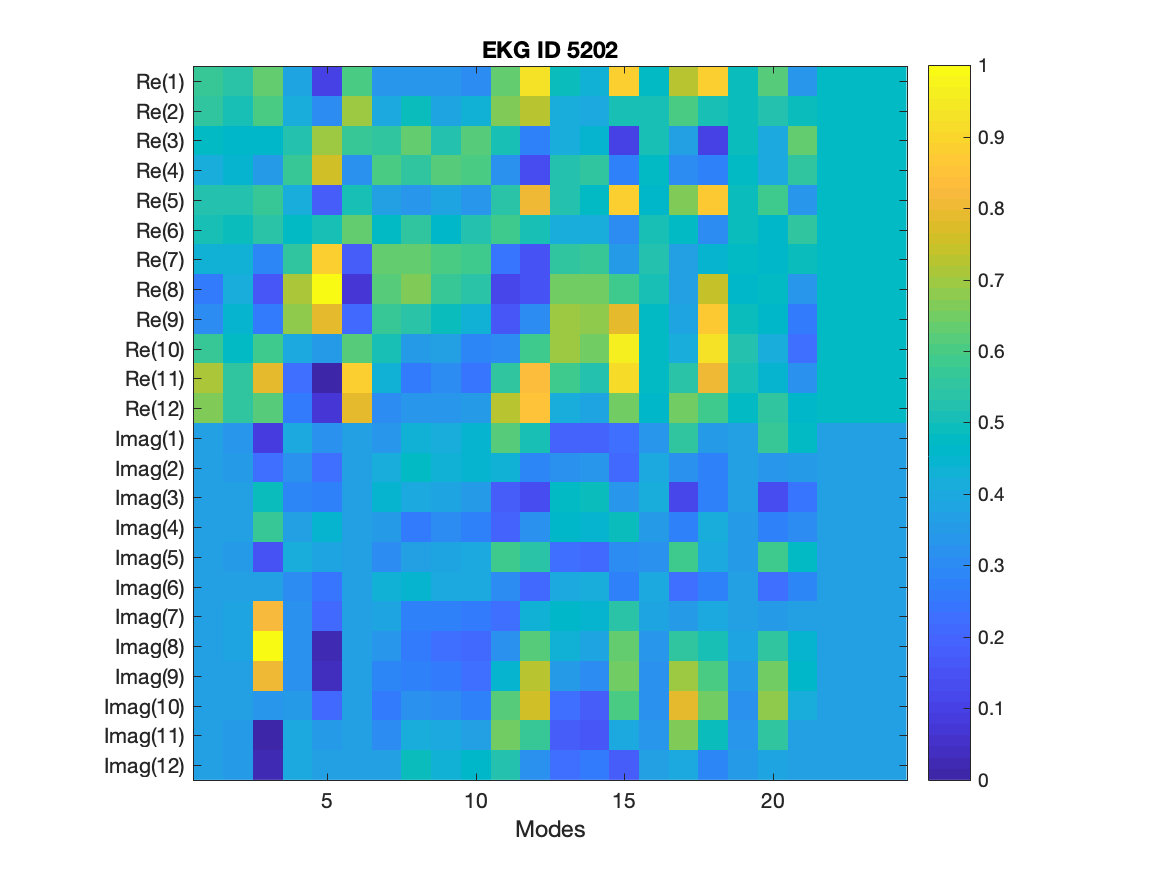 EKG ID 5202
Re(1)
Re(2)
Re(3)
Re(4)
Re(5)
Re(6)
Re(7)
Re(8)
Re(9)
Re(10)
Re(11)
Re(12)
Imag(1)
Imag(2)
Imag(3)
Imag(4)
Imag(5)
Imag(6)
Imag(7)
Imag(8)
Imag(9)
Imag(10)
Imag(11)
Imag(12)
5 10 15 20
Modes
1
0.9
0.8
0.7
0.6
0.5
0.4
0.3
0.2
0.1
0